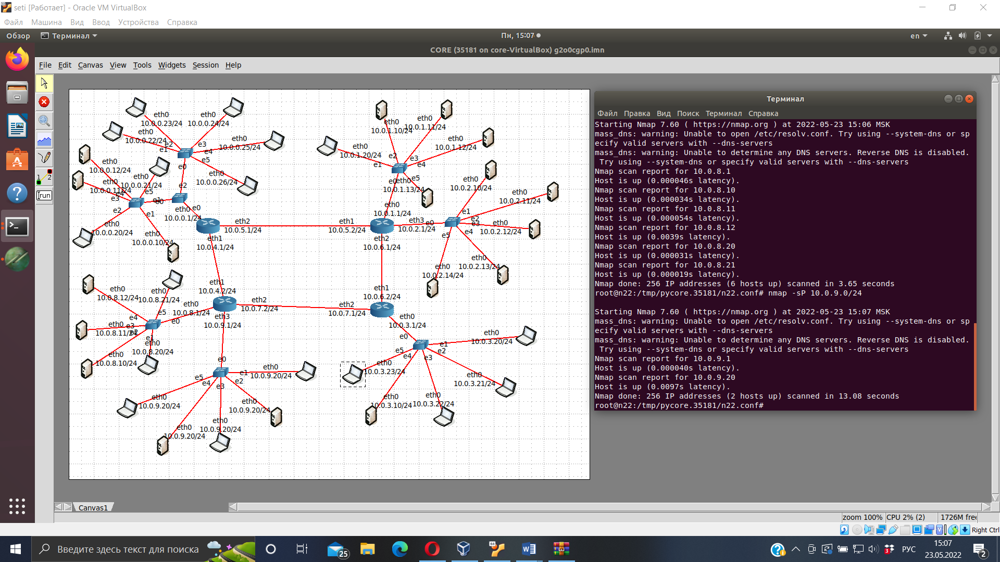 seti [Работает] - Oracle VM VirtualBox
Файл Машина Вид Ввод Устройства Справка
Обзор Терминал Пн, 15:07 en
CORE (35181 on core-VirtualBox) g2o0cgp0.imn
File Edit Canvas View Tools Widgets Session Help
1 2
run
eth0
10.0.0.23/24
eth0
10.0.0.24/24
eth0
10.0.0.22/24
eth0
10.0.0.25/24
e2
e1
e3
e4
e5
e0
eth0
10.0.0.26/24
eth0
10.0.0.12/24
eth0
10.0.0.11/24
eth0
10.0.0.21/24
e5
e4
e3
e2
e1
e0
e1
e2
e0
eth0
10.0.0.20/24
eth0
10.0.0.10/24
eth0
10.0.0.1/24
eth2
10.0.5.1/24
eth1
10.0.4.1/24
eth1
10.0.5.2/24
eth0
10.0.1.10/24
eth0
10.0.1.11/24
eth0
10.0.1.12/24
eth0
10.0.1.20/24
e2
e1
e3
e4
e0
e5
eth0
10.0.1.13/24
eth0
10.0.1.1/24
eth3
10.0.2.1/24
eth2
10.0.6.1/24
eth0
10.0.2.10/24
eth0
10.0.2.11/24
e0
e1
e2
e3
e4
e5
eth0
10.0.2.12/24
eth0
10.0.2.13/24
eth0
10.0.2.14/24
eth1
10.0.4.2/24
eth1
10.0.6.2/24
eth0
10.0.8.12/24
eth0
10.0.8.21/24
eth0
10.0.8.1/24
eth2
10.0.7.2/24
eth2
10.0.7.1/24
eth3
10.0.9.1/24
e5
e4
e3
e2
e1
e0
eth0
10.0.8.11/24
eth0
10.0.8.20/24
eth0
10.0.8.10/24
eth0
10.0.3.1/24
e0
e1
e2
e3
e4
e5
eth0
10.0.3.20/24
eth0
10.0.3.23/24
eth0
10.0.3.21/24
eth0
10.0.3.10/24
eth0
10.0.3.22/24
e0
e1
e2
e3
e4
e5
eth0
10.0.9.20/24
eth0
10.0.9.20/24
eth0
10.0.9.20/24
eth0
10.0.9.20/24
eth0
10.0.9.20/24
Терминал
Файл Правка Вид Поиск Терминал Справка
Starting Nmap 7.60 ( https://nmap.org ) at 2022-05-23 15:06 MSK
mass_dns: warning: Unable to open /etc/resolv.conf. Try using --system-dns or sp
ecify valid servers with --dns-servers
mass_dns: warning: Unable to determine any DNS servers. Reverse DNS is disabled.
Try using --system-dns or specify valid servers with --dns-servers
Nmap scan report for 10.0.8.1
Host is up (0.000046s latency).
Nmap scan report for 10.0.8.10
Host is up (0.000034s latency).
Nmap scan report for 10.0.8.11
Host is up (0.000054s latency).
Nmap scan report for 10.0.8.12
Host is up (0.0039s latency).
Nmap scan report for 10.0.8.20
Host is up (0.000031s latency).
Nmap scan report for 10.0.8.21
Host is up (0.000019s latency).
Nmap done: 256 IP addresses (6 hosts up) scanned in 3.65 seconds
root@n22:/tmp/pycore.35181/n22.conf# nmap -sP 10.0.9.0/24
Starting Nmap 7.60 ( https://nmap.org ) at 2022-05-23 15:07 MSK
mass_dns: warning: Unable to open /etc/resolv.conf. Try using --system-dns or sp
ecify valid servers with --dns-servers
mass_dns: warning: Unable to determine any DNS servers. Reverse DNS is disabled.
Try using --system-dns or specify valid servers with --dns-servers
Nmap scan report for 10.0.9.1
Host is up (0.000040s latency).
Nmap scan report for 10.0.9.20
Host is up (0.0097s latency).
Nmap done: 256 IP addresses (2 hosts up) scanned in 13.08 seconds
root@n22:/tmp/pycore.35181/n22.conf#
Canvas1
zoom 100% CPU 2% (2) 1726M free
Right Ctrl
Введите здесь текст для поиска
25
64
3
РУС
15:07
23.05.2022
2